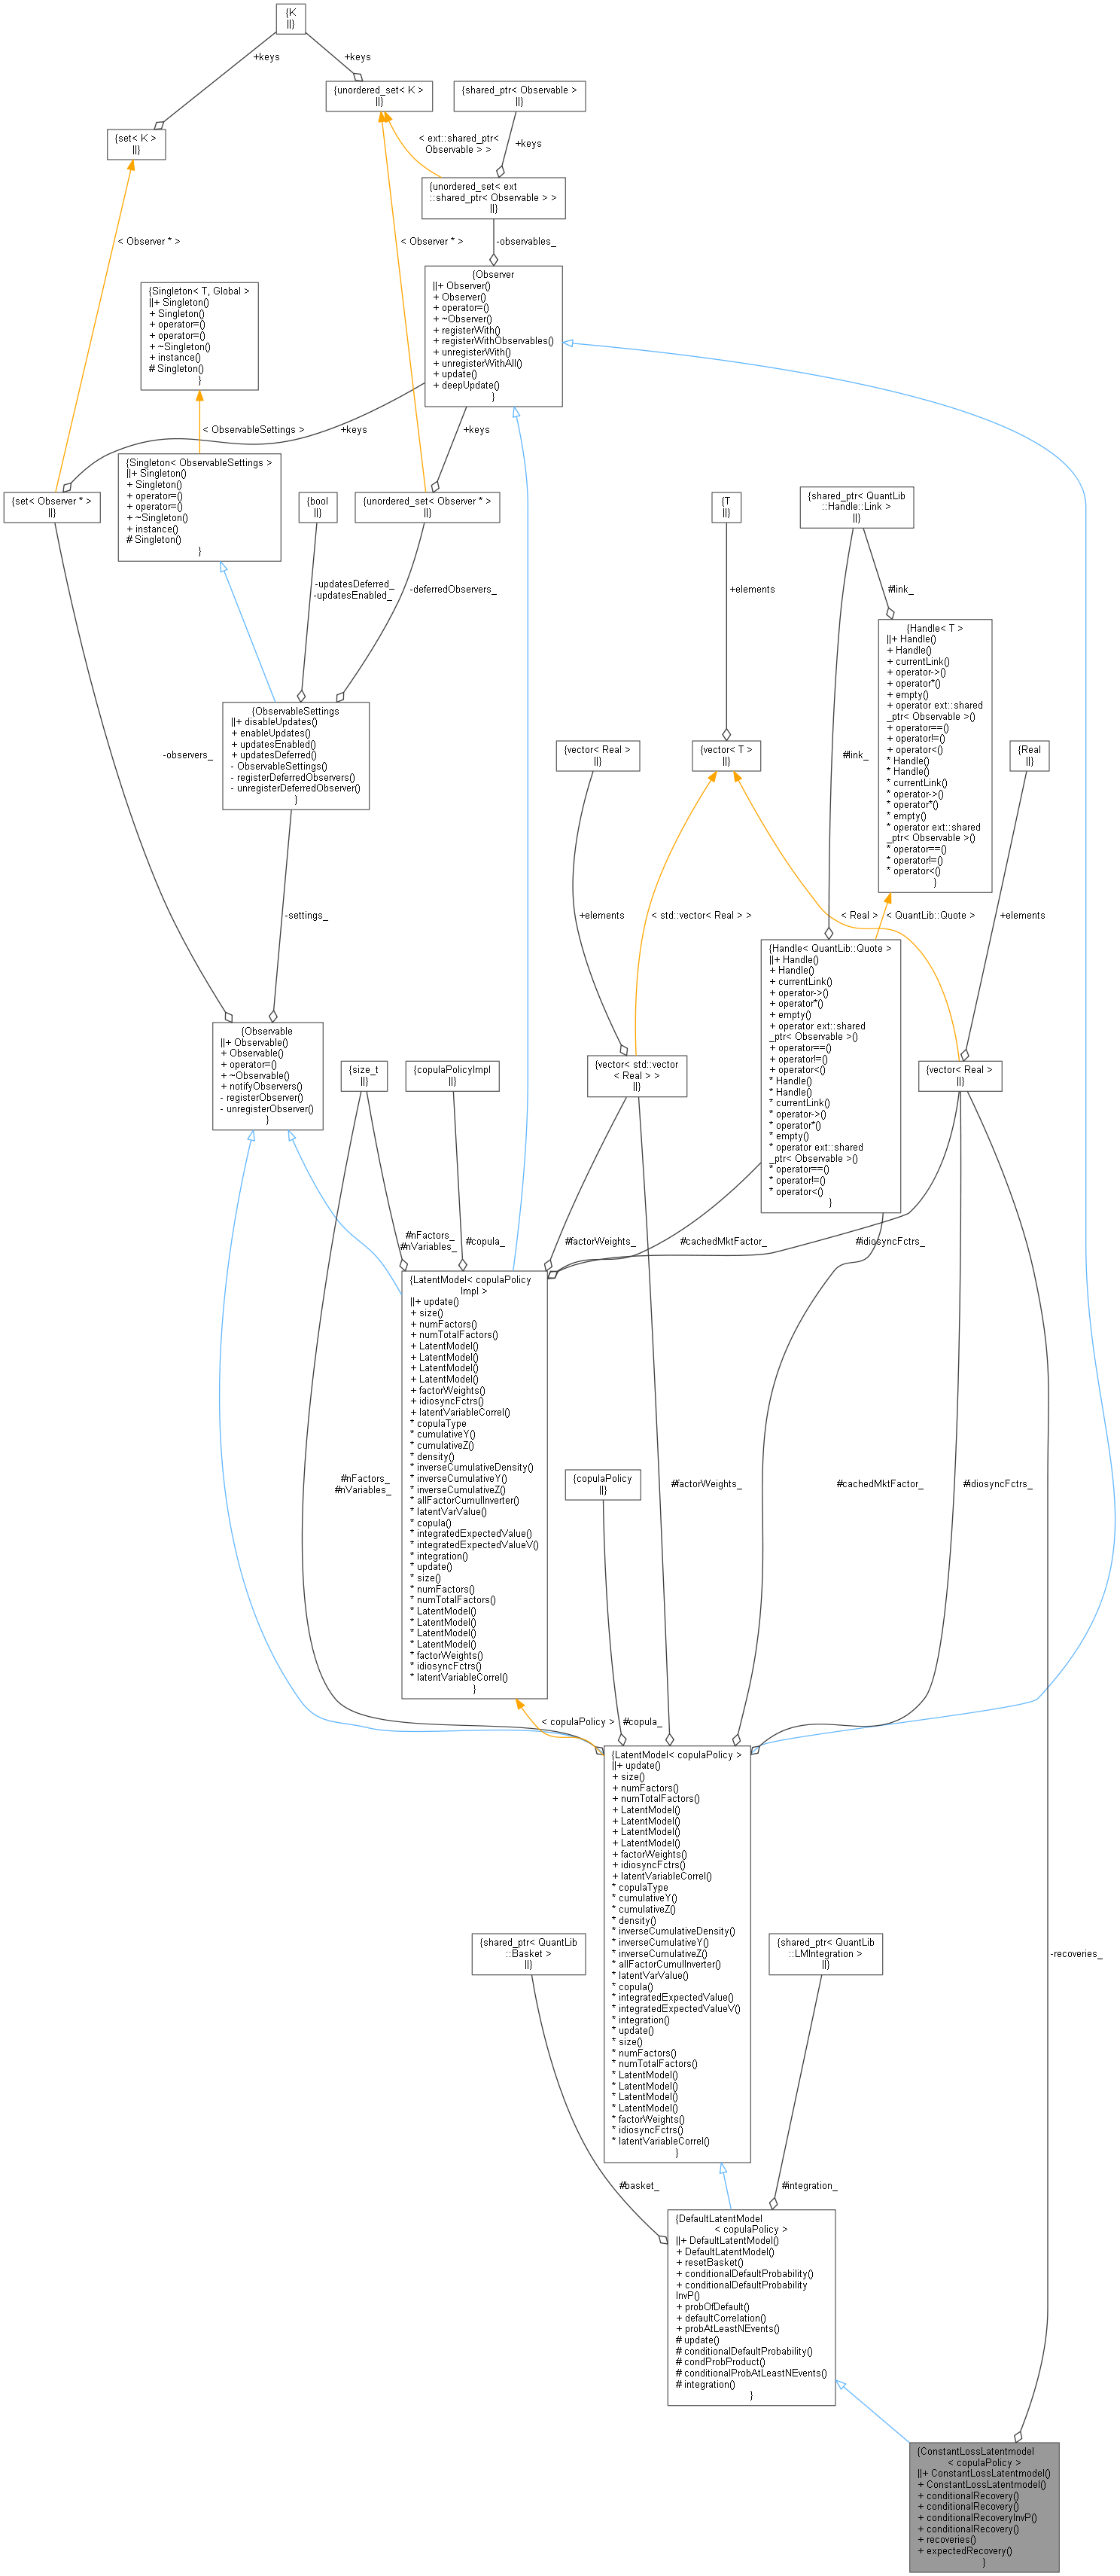 {K
||}
+keys
+keys
{unordered_set< K >
||}
{shared_ptr< Observable >
||}
{set< K >
||}
< ext::shared_ptr<
Observable > >
+keys
{unordered_set< ext
::shared_ptr< Observable > >
||}
< Observer * >
< Observer * >
-observables_
{Observer
||+ Observer()
+ Observer()
+ operator=()
+ ~Observer()
+ registerWith()
+ registerWithObservables()
+ unregisterWith()
+ unregisterWithAll()
+ update()
+ deepUpdate()
}
{Singleton< T, Global >
||+ Singleton()
+ Singleton()
+ operator=()
+ operator=()
+ ~Singleton()
+ instance()
# Singleton()
}
< ObservableSettings >
+keys
+keys
{Singleton< ObservableSettings >
||+ Singleton()
+ Singleton()
+ operator=()
+ operator=()
+ ~Singleton()
+ instance()
# Singleton()
}
{set< Observer * >
||}
{bool
||}
{unordered_set< Observer * >
||}
{T
||}
{shared_ptr< QuantLib
::Handle::Link >
||}
-updatesDeferred_
-updatesEnabled_
-deferredObservers_
+elements
#link_
{Handle< T >
||+ Handle()
+ Handle()
+ currentLink()
+ operator->()
+ operator*()
+ empty()
+ operator ext::shared
_ptr< Observable >()
+ operator==()
+ operator!=()
+ operator<()
* Handle()
* Handle()
* currentLink()
* operator->()
* operator*()
* empty()
* operator ext::shared
_ptr< Observable >()
* operator==()
* operator!=()
* operator<()
}
{ObservableSettings
||+ disableUpdates()
+ enableUpdates()
+ updatesEnabled()
+ updatesDeferred()
- ObservableSettings()
- registerDeferredObservers()
- unregisterDeferredObserver()
}
-observers_
{vector< Real >
||}
{vector< T >
||}
#link_
{Real
||}
-settings_
+elements
< std::vector< Real > >
< Real >
< QuantLib::Quote >
+elements
{Handle< QuantLib::Quote >
||+ Handle()
+ Handle()
+ currentLink()
+ operator->()
+ operator*()
+ empty()
+ operator ext::shared
_ptr< Observable >()
+ operator==()
+ operator!=()
+ operator<()
* Handle()
* Handle()
* currentLink()
* operator->()
* operator*()
* empty()
* operator ext::shared
_ptr< Observable >()
* operator==()
* operator!=()
* operator<()
}
{Observable
||+ Observable()
+ Observable()
+ operator=()
+ ~Observable()
+ notifyObservers()
- registerObserver()
- unregisterObserver()
}
{size_t
||}
{copulaPolicyImpl
||}
{vector< std::vector
< Real > >
||}
{vector< Real >
||}
#nFactors_
#nVariables_
#copula_
#factorWeights_
#cachedMktFactor_
#idiosyncFctrs_
{LatentModel< copulaPolicy
Impl >
||+ update()
+ size()
+ numFactors()
+ numTotalFactors()
+ LatentModel()
+ LatentModel()
+ LatentModel()
+ LatentModel()
+ factorWeights()
+ idiosyncFctrs()
+ latentVariableCorrel()
* copulaType
* cumulativeY()
* cumulativeZ()
* density()
* inverseCumulativeDensity()
* inverseCumulativeY()
* inverseCumulativeZ()
* allFactorCumulInverter()
* latentVarValue()
* copula()
* integratedExpectedValue()
* integratedExpectedValueV()
* integration()
* update()
* size()
* numFactors()
* numTotalFactors()
* LatentModel()
* LatentModel()
* LatentModel()
* LatentModel()
* factorWeights()
* idiosyncFctrs()
* latentVariableCorrel()
}
#nFactors_
#nVariables_
{copulaPolicy
||}
#factorWeights_
#cachedMktFactor_
#idiosyncFctrs_
< copulaPolicy >
#copula_
{LatentModel< copulaPolicy >
||+ update()
+ size()
+ numFactors()
+ numTotalFactors()
+ LatentModel()
+ LatentModel()
+ LatentModel()
+ LatentModel()
+ factorWeights()
+ idiosyncFctrs()
+ latentVariableCorrel()
* copulaType
* cumulativeY()
* cumulativeZ()
* density()
* inverseCumulativeDensity()
* inverseCumulativeY()
* inverseCumulativeZ()
* allFactorCumulInverter()
* latentVarValue()
* copula()
* integratedExpectedValue()
* integratedExpectedValueV()
* integration()
* update()
* size()
* numFactors()
* numTotalFactors()
* LatentModel()
* LatentModel()
* LatentModel()
* LatentModel()
* factorWeights()
* idiosyncFctrs()
* latentVariableCorrel()
}
{shared_ptr< QuantLib
::Basket >
||}
{shared_ptr< QuantLib
::LMIntegration >
||}
-recoveries_
#basket_
#integration_
{DefaultLatentModel
< copulaPolicy >
||+ DefaultLatentModel()
+ DefaultLatentModel()
+ resetBasket()
+ conditionalDefaultProbability()
+ conditionalDefaultProbability
InvP()
+ probOfDefault()
+ defaultCorrelation()
+ probAtLeastNEvents()
# update()
# conditionalDefaultProbability()
# condProbProduct()
# conditionalProbAtLeastNEvents()
# integration()
}
{ConstantLossLatentmodel
< copulaPolicy >
||+ ConstantLossLatentmodel()
+ ConstantLossLatentmodel()
+ conditionalRecovery()
+ conditionalRecovery()
+ conditionalRecoveryInvP()
+ conditionalRecovery()
+ recoveries()
+ expectedRecovery()
}